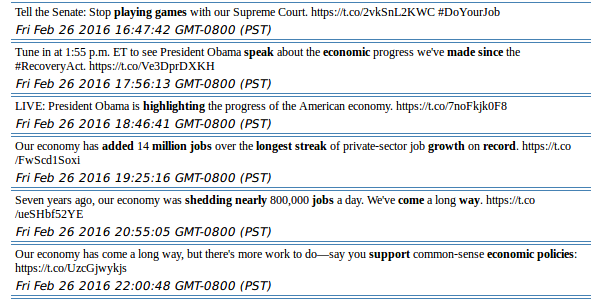 Tell the Senate: Stop playing games with our Supreme Court. https://t.co/2vkSnL2KWC #DoYourJob
Fri Feb 26 2016 16:47:42 GMT-0800 (PST)
Tune in at 1:55 p.m. ET to see President Obama speak about the economic progress we've made since the
#RecoveryAct. https://t.co/Ve3DprDXKH
Fri Feb 26 2016 17:56:13 GMT-0800 (PST)
LIVE: President Obama is highlighting the progress of the American economy. https://t.co/7noFkjk0F8
Fri Feb 26 2016 18:46:41 GMT-0800 (PST)
Our economy has added 14 million jobs over the longest streak of private-sector job growth on record. https://t.co
/FwScd1Soxi
Fri Feb 26 2016 19:25:16 GMT-0800 (PST)
Seven years ago, our economy was shedding nearly 800,000 jobs a day. We've come a long way. https://t.co
/ueSHbf52YE
Fri Feb 26 2016 20:55:05 GMT-0800 (PST)
Our economy has come a long way, but there's more work to do—say you support common-sense economic policies:
https://t.co/UzcGjwykjs
Fri Feb 26 2016 22:00:48 GMT-0800 (PST)